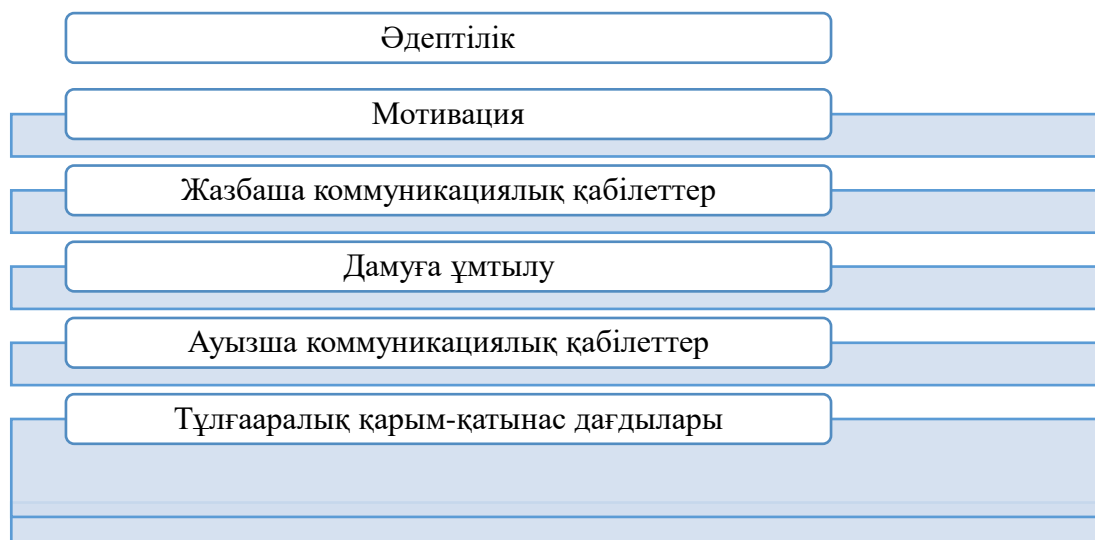 Әдептілік
Мотивация
Жазбаша коммуникациялық қабілеттер
Дамуға ұмтылу
Ауызша коммуникациялық қабілеттер
Тұлғааралық қарым-қатынас дағдылары